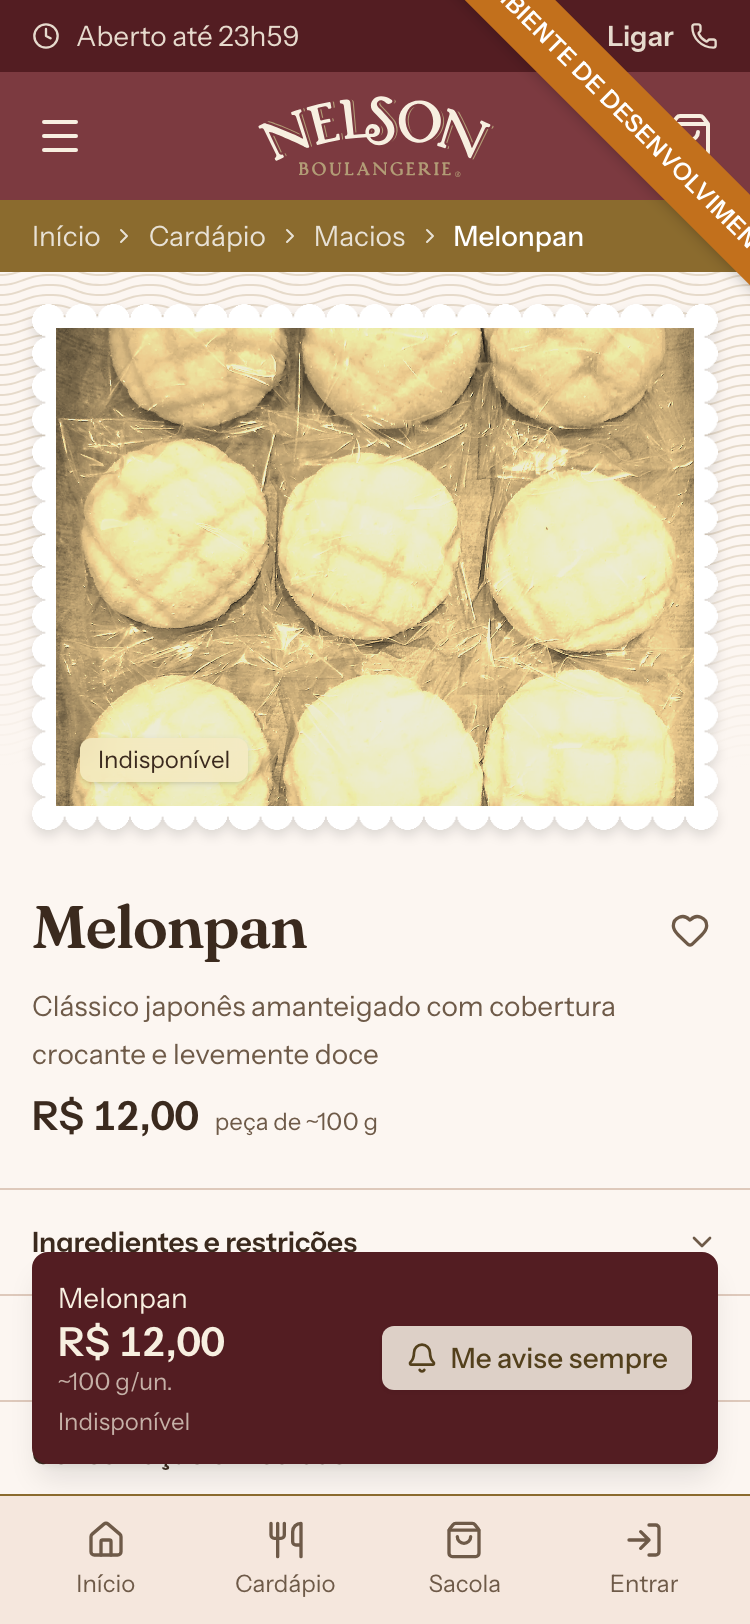 Aberto até 23h59
Ligar
DE DESENVOLVIMEN
NELSON
BOULANGERIE
Início > Cardápio > Macios > Melonpan
Indisponível
Melonpan
Clássico japonês amanteigado com cobertura
crocante e levemente doce
R$ 12,00 peça de ~100 g
Ingredientes e restrições
Melonpan
R$ 12,00
~100 g/un.
Indisponível
Me avise sempre
Início
Cardápio
Sacola
Entrar